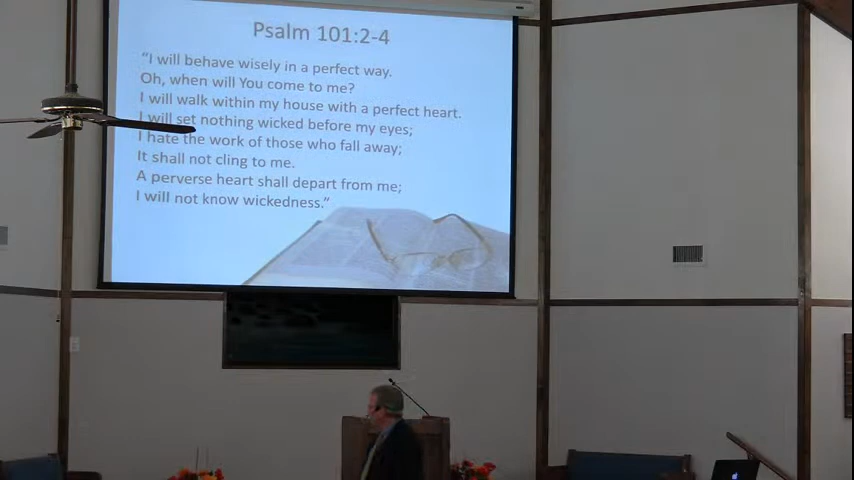 Psalm 101:2-4
“I will behave wisely in a perfect way.
Oh, when will You come to me?
I will walk within my house with a perfect heart.
I will set nothing wicked before my eyes;
I hate the work of those who fall away;
It shall not cling to me.
A perverse heart shall depart from me;
I will not know wickedness.”